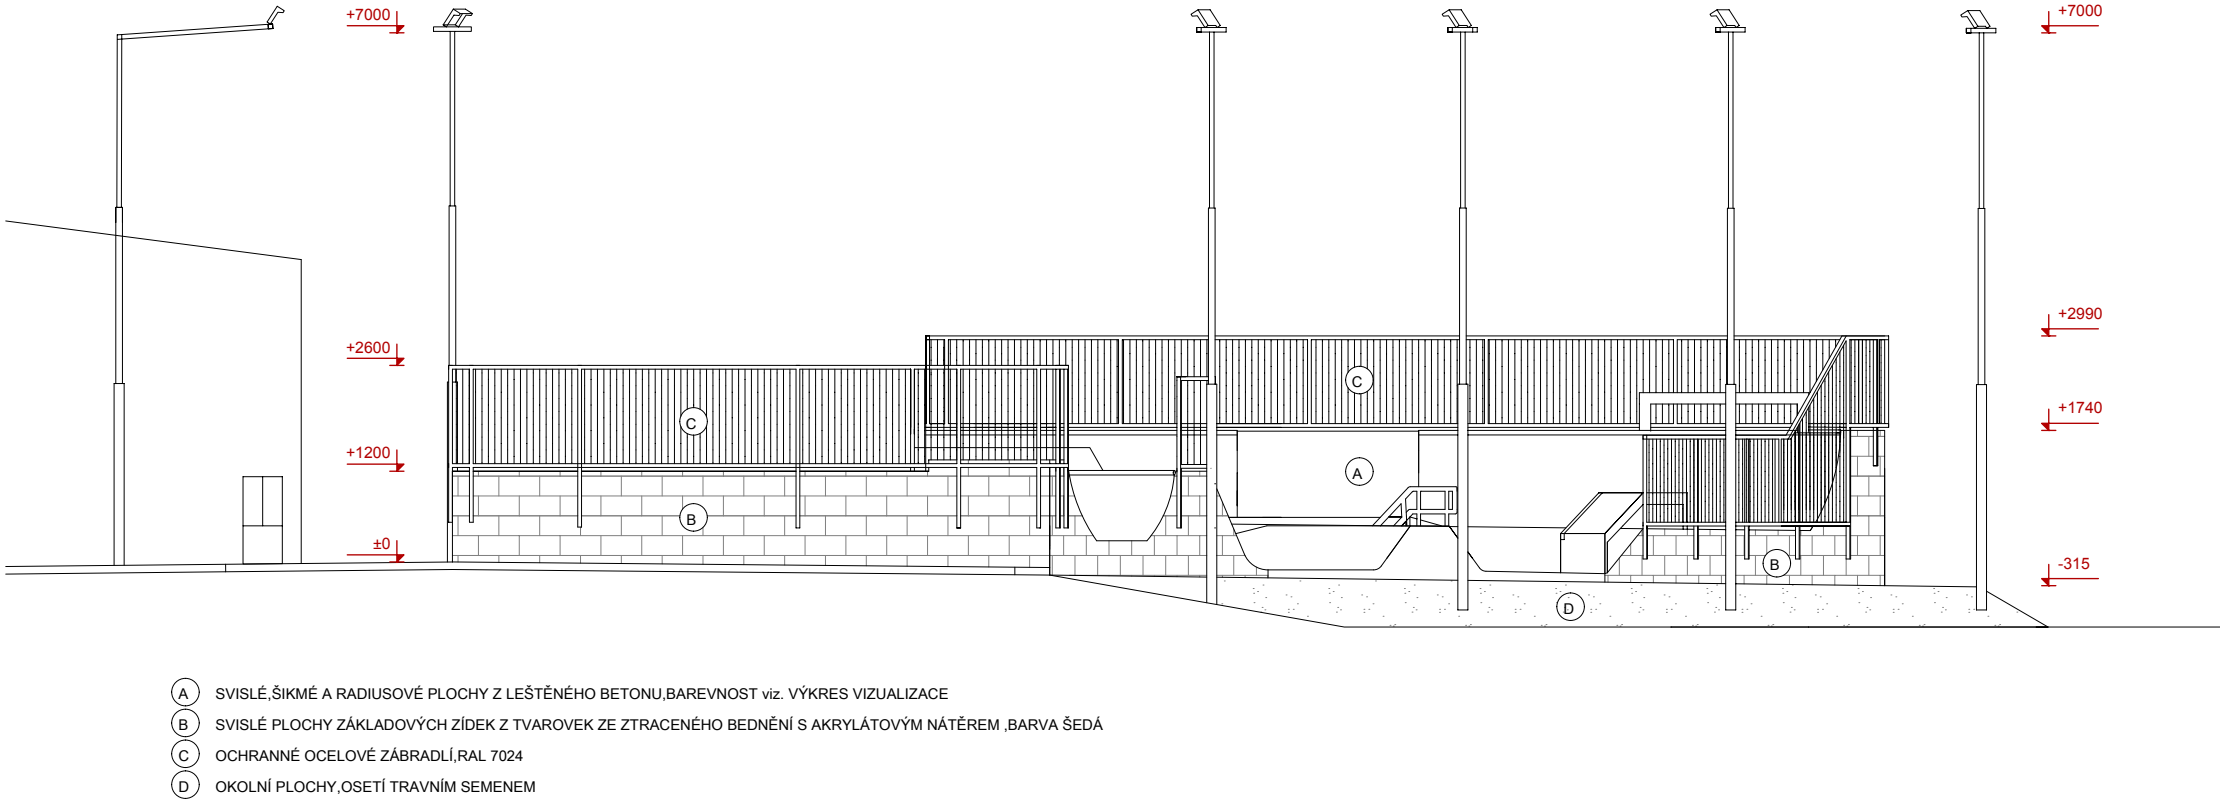 +7000
+7000
+2990
+2600
C
+1740
C
+1200
A
B
±0
B
-315
D
A SVISLÉ,ŠIKMÉ A RADIUSOVÉ PLOCHY Z LEŠTĚNÉHO BETONU,BAREVNOST viz. VÝKRES VIZUALIZACE
B SVISLÉ PLOCHY ZÁKLADOVÝCH ZÍDEK Z TVAROVEK ZE ZTRACENÉHO BEDNĚNÍ S AKRYLÁTOVÝM NÁTĚREM ,BARVA ŠEDÁ
C OCHRANNÉ OCELOVÉ ZÁBRADLÍ,RAL 7024
D OKOLNÍ PLOCHY,OSETÍ TRAVNÍM SEMENEM